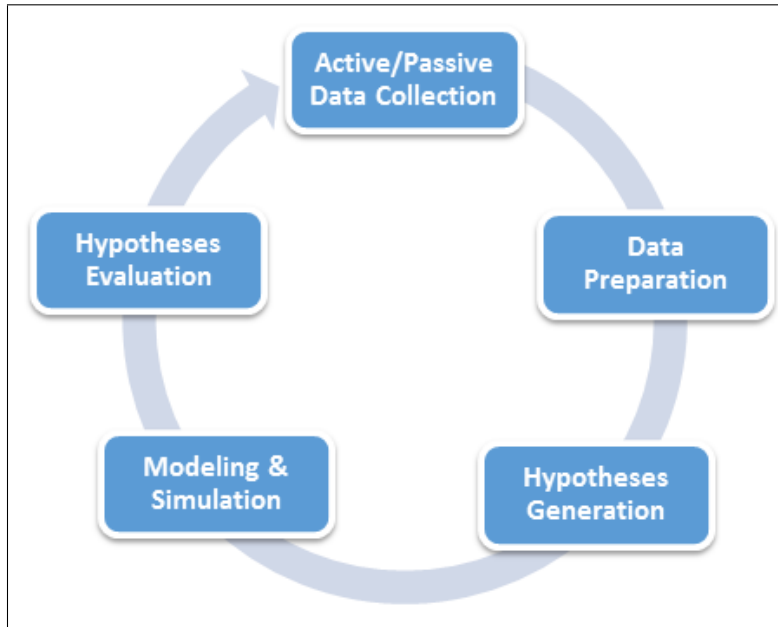 Active/Passive
Data Collection
Data
Preparation
Hypotheses
Generation
Modeling &
Simulation
Hypotheses
Evaluation